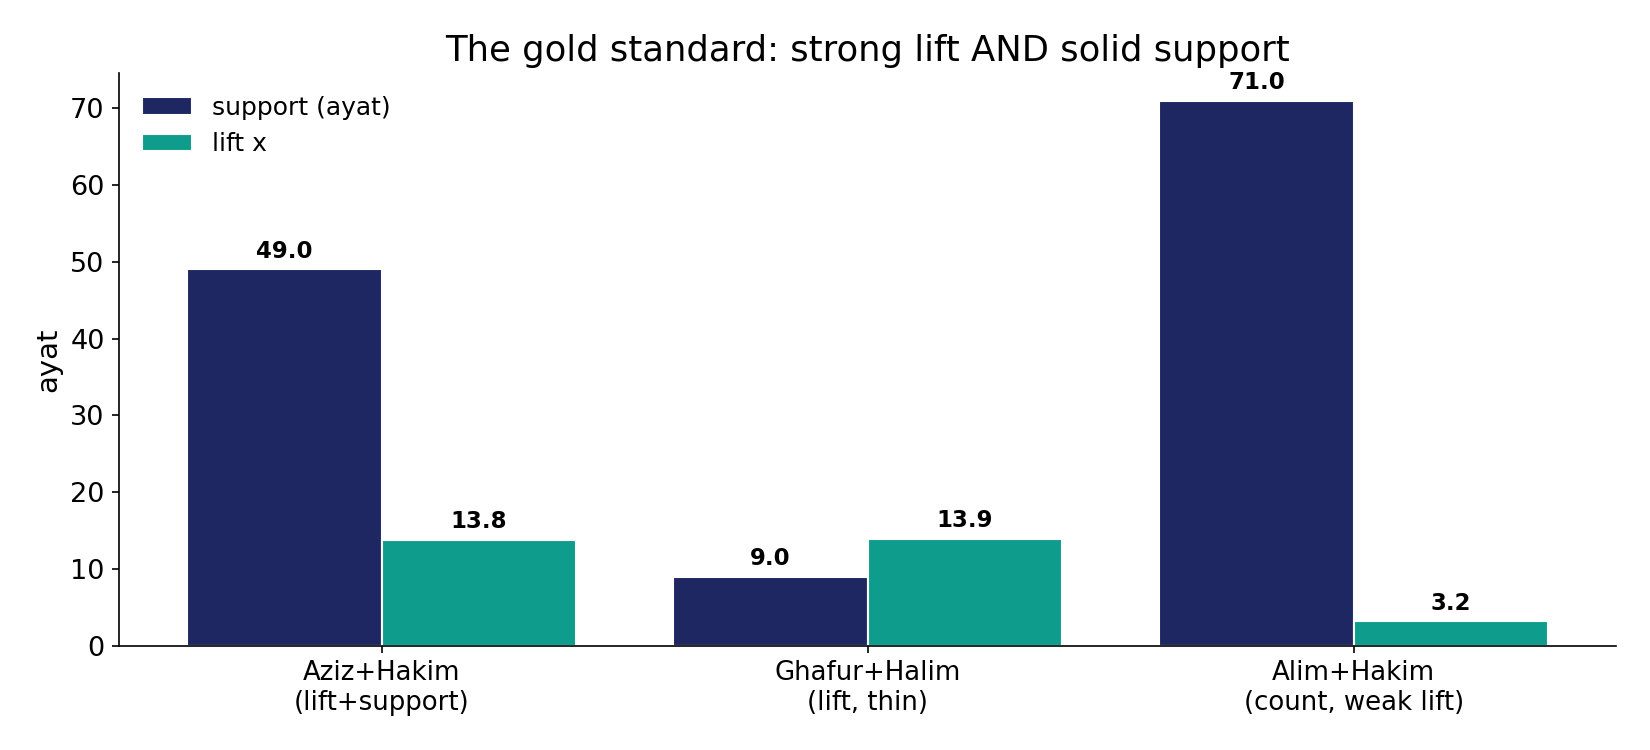 The gold standard: strong lift AND solid support
support (ayat)
lift x
ayat
70
60
50
40
30
20
10
0
49.0
13.8
9.0
13.9
71.0
3.2
Aziz+Hakim
(lift+support)
Ghafur+Halim
(lift, thin)
Alim+Hakim
(count, weak lift)